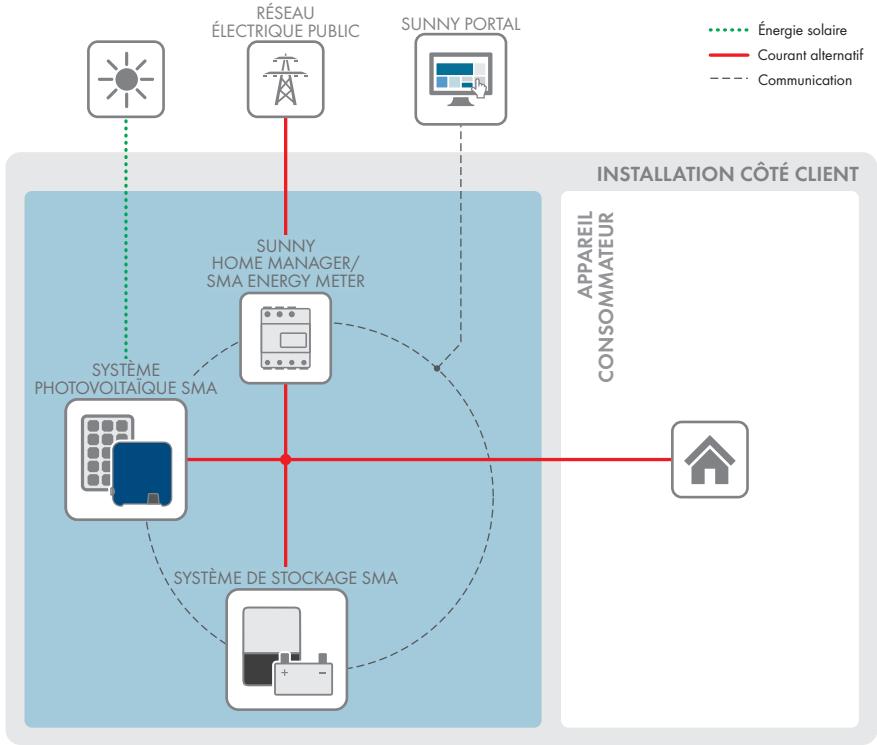 RÉSEAU
ÉLECTRIQUE PUBLIC
SUNNY PORTAL
Énergie solaire
Courant alternatif
Communication
INSTALLATION CÔTÉ CLIENT
APPAREIL
CONSOMMATEUR
SUNNY
HOME MANAGER/
SMA ENERGY METER
SYSTÈME
PHOTOVOLTAÏQUE SMA
SYSTÈME DE STOCKAGE SMA
+ −